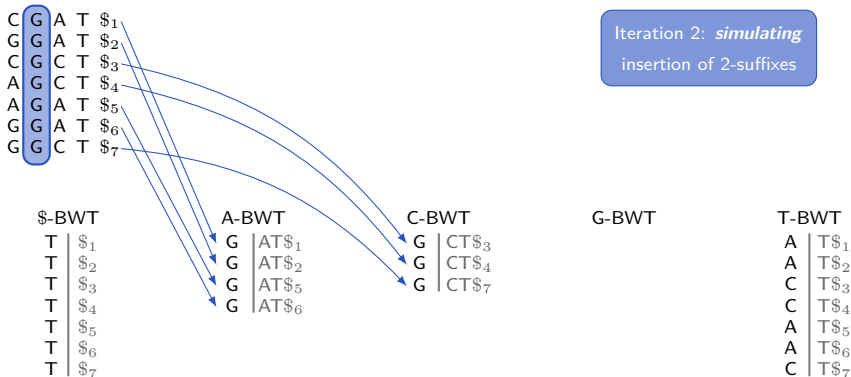 C G A T $1
G G A T $2
C G C T $3
A G C T $4
A G A T $5
G G A T $6
G G C T $7
Iteration 2: simulating
insertion of 2-suffixes
$-BWT A-BWT C-BWT G-BWT T-BWT
T $1 G AT$1 G CT$3 A T$1
T $2 G AT$2 G CT$4 A T$2
T $3 G AT$5 G CT$7 C T$3
T $4 G AT$6 C T$4
T $5 A T$5
T $6 A T$6
T $7 C T$7